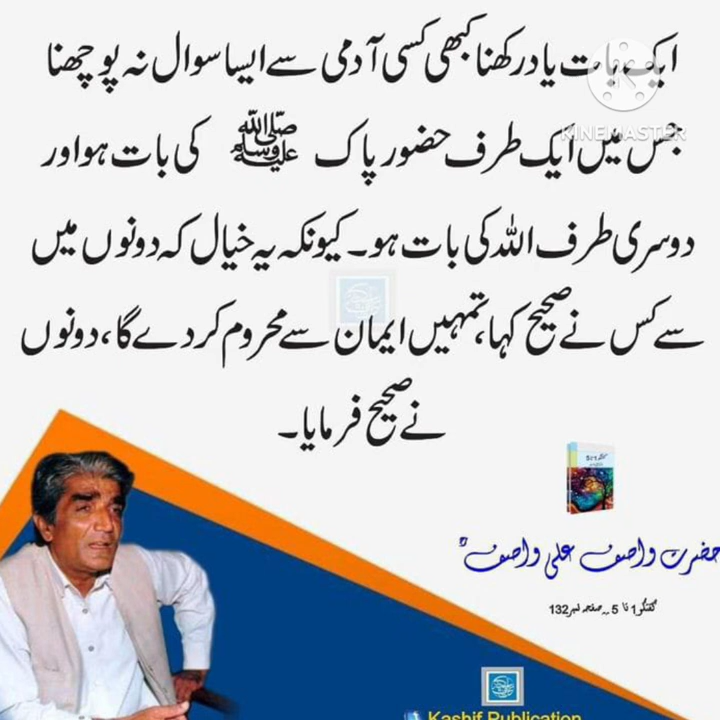 ایک بات یاد رکھنا کبھی کسی آدمی سے ایسا سوال نہ پوچھنا
KINEMASTER
جس میں ایک طرف حضور پاک ﷺ کی بات ہو اور
دوسری طرف اللہ کی بات ہو۔ کیونکہ یہ خیال کہ دونوں میں
سے کس نے صحیح کہا، تمہیں ایمان سے محروم کر دے گا، دونوں
نے صحیح فرمایا۔
حضرت واصف علی واصفؒ
گفتگو 1 تا 5 ۔۔ صفحہ نمبر 132
Kashif Publication